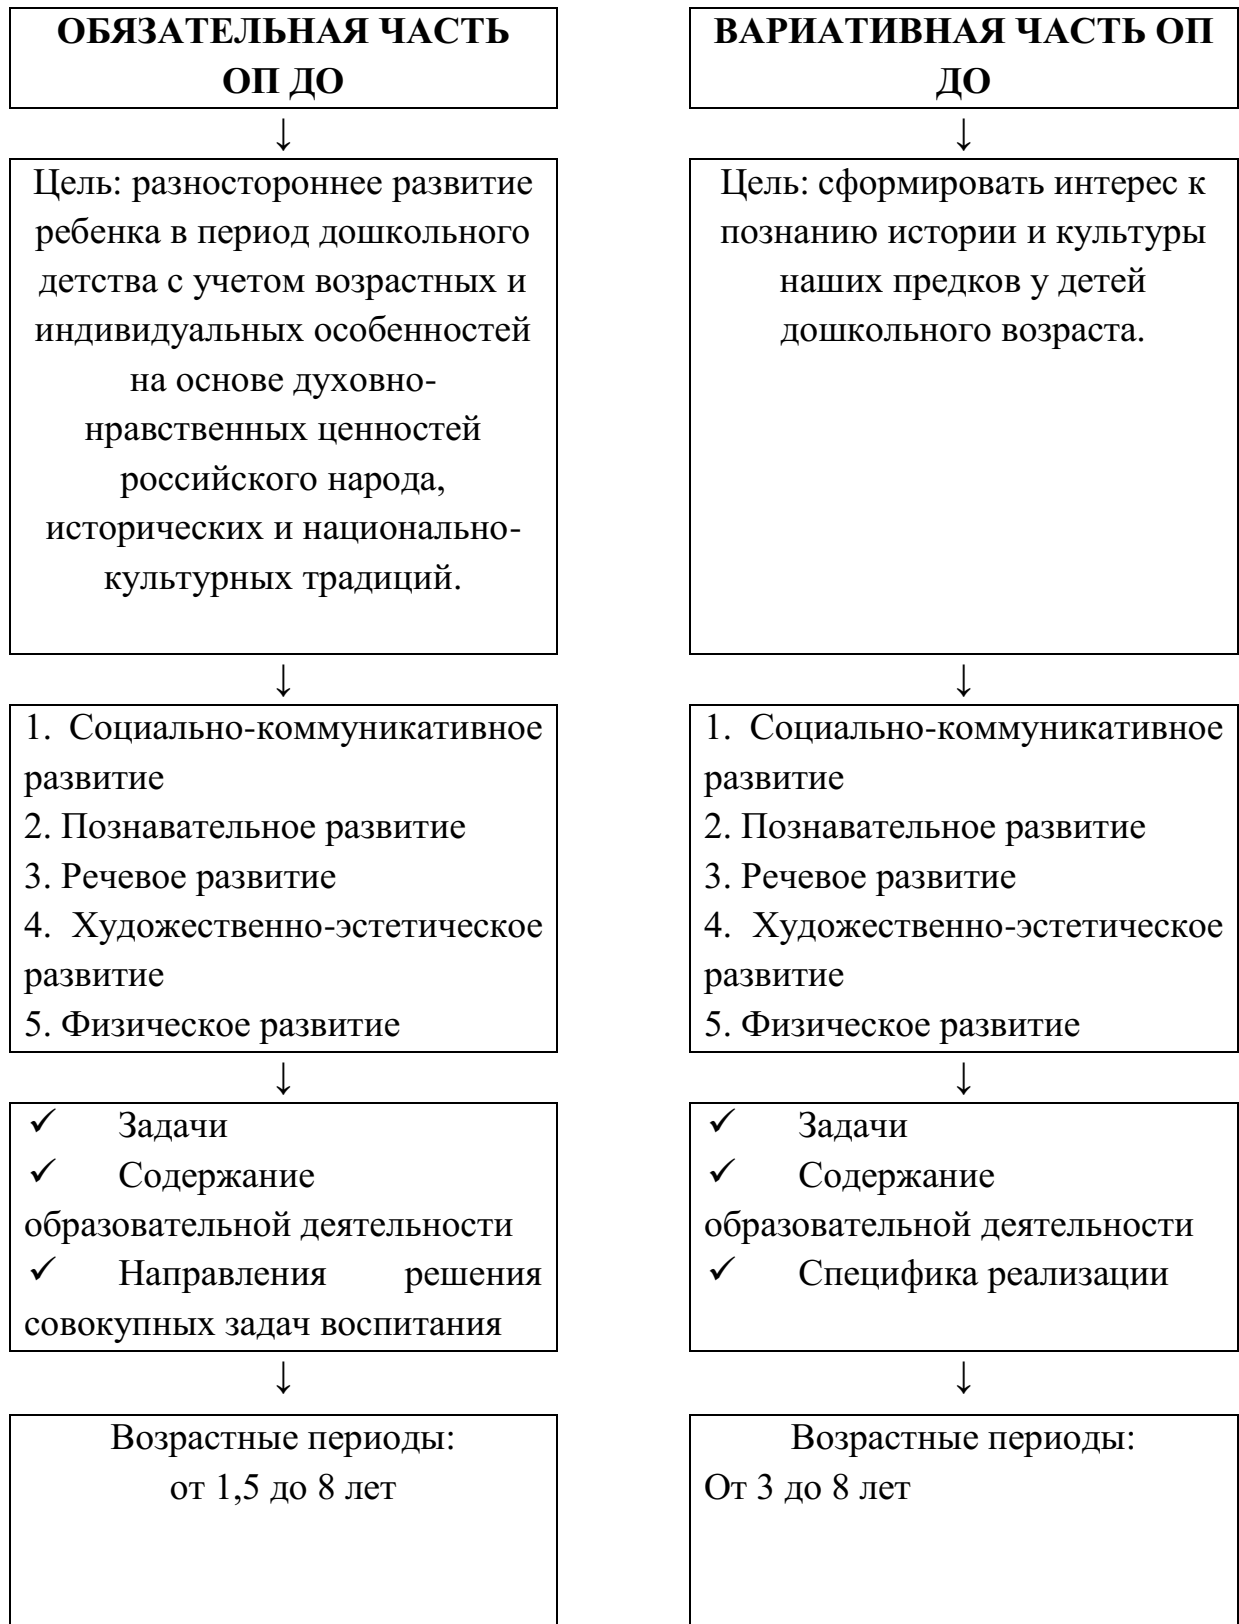 ОБЯЗАТЕЛЬНАЯ ЧАСТЬ
ОП ДО
↓
Цель: разностороннее развитие
ребенка в период дошкольного
детства с учетом возрастных и
индивидуальных особенностей
на основе духовно-
нравственных ценностей
российского народа,
исторических и национально-
культурных традиций.
↓
1. Социально-коммуникативное
развитие
2. Познавательное развитие
3. Речевое развитие
4. Художественно-эстетическое
развитие
5. Физическое развитие
↓
✓ Задачи
✓ Содержание
образовательной деятельности
✓ Направления решения
совокупных задач воспитания
↓
Возрастные периоды:
от 1,5 до 8 лет
ВАРИАТИВНАЯ ЧАСТЬ ОП
ДО
↓
Цель: сформировать интерес к
познанию истории и культуры
наших предков у детей
дошкольного возраста.
↓
1. Социально-коммуникативное
развитие
2. Познавательное развитие
3. Речевое развитие
4. Художественно-эстетическое
развитие
5. Физическое развитие
↓
✓ Задачи
✓ Содержание
образовательной деятельности
✓ Специфика реализации
↓
Возрастные периоды:
От 3 до 8 лет